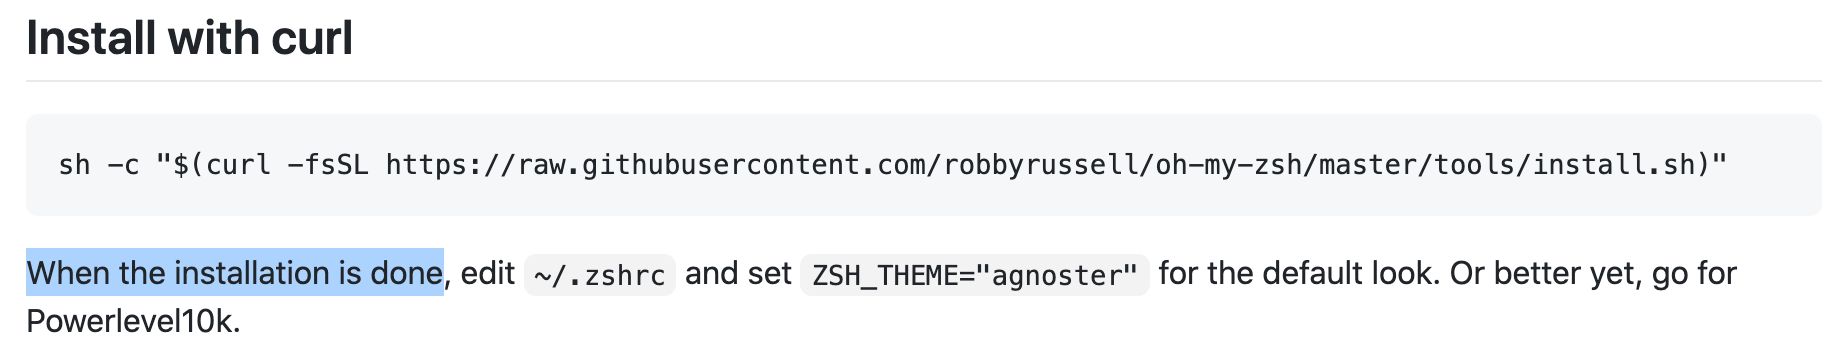 Install with curl
sh -c "$(curl -fsSL https://raw.githubusercontent.com/robbyrussell/oh-my-zsh/master/tools/install.sh)"
When the installation is done, edit ~/.zshrc and set ZSH_THEME="agnoster" for the default look. Or better yet, go for
Powerlevel10k.